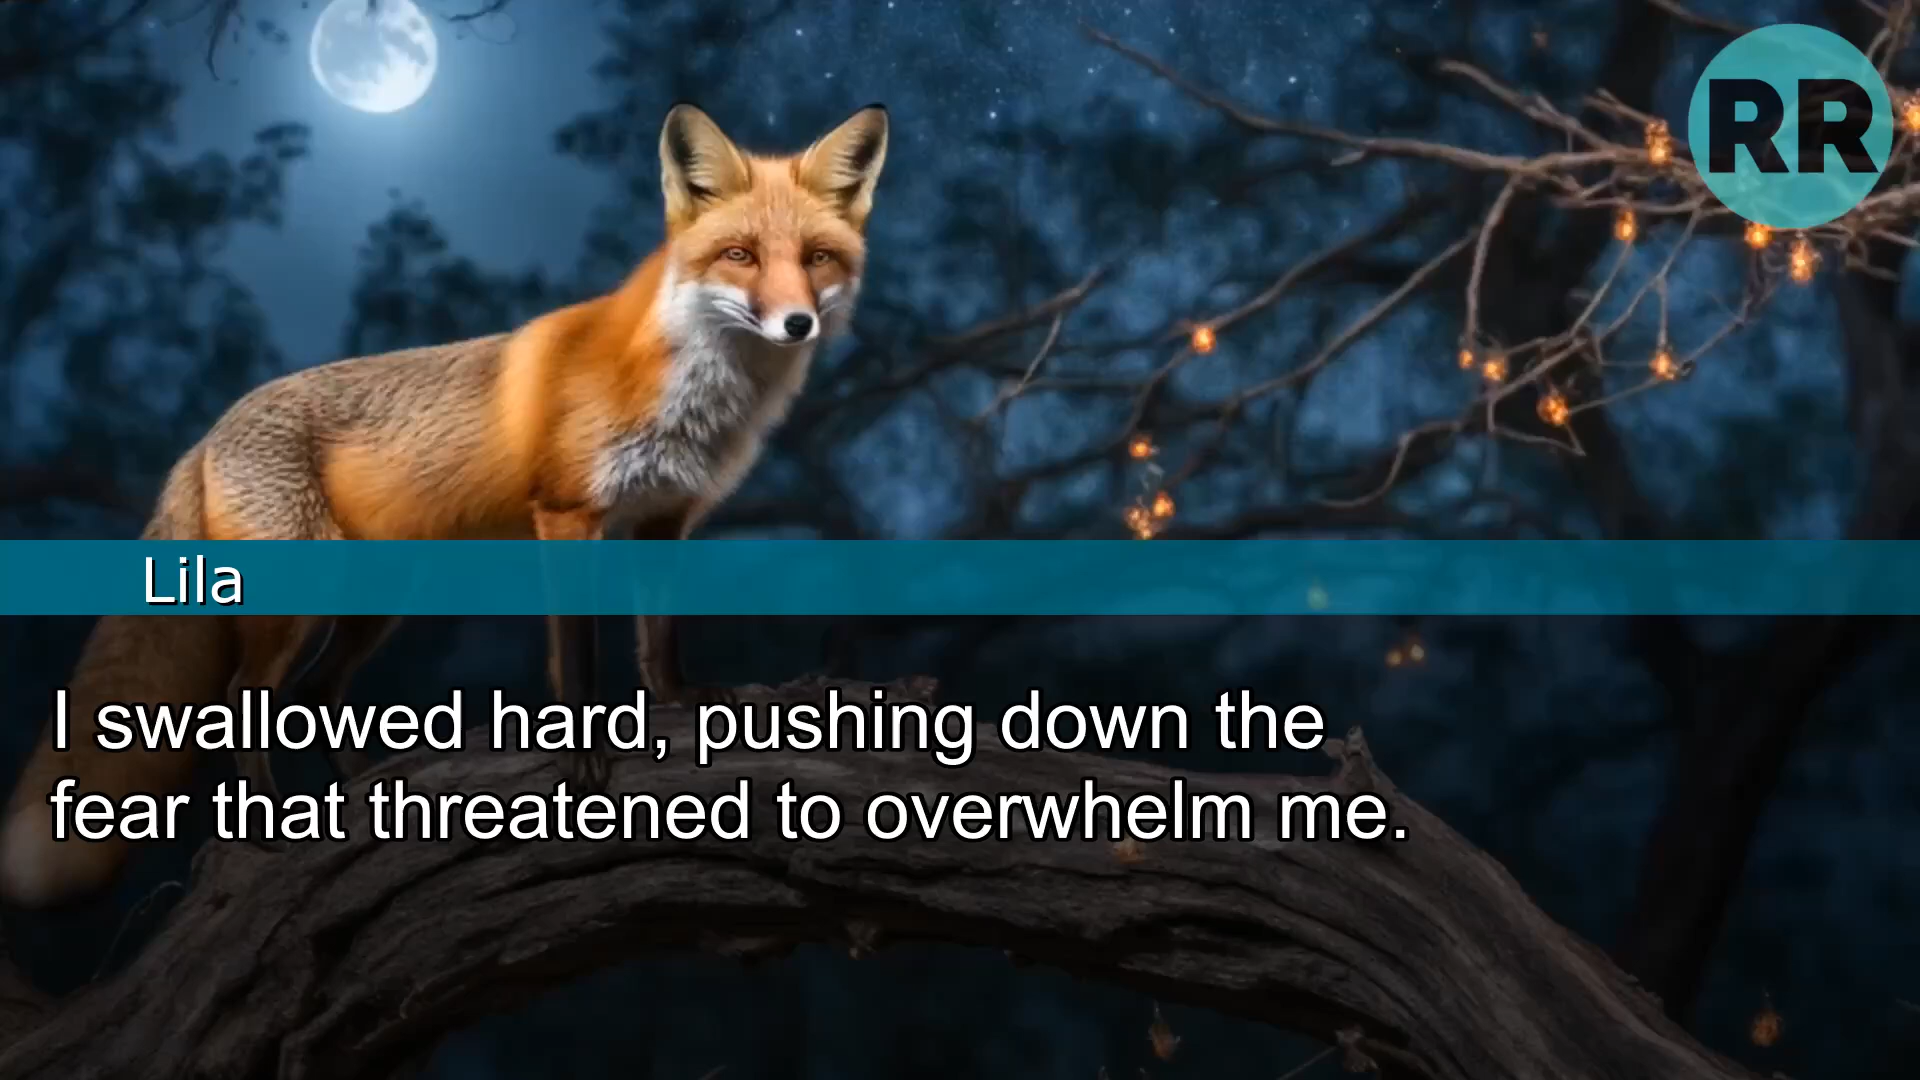 RR
Lila
I swallowed hard, pushing down the
fear that threatened to overwhelm me.